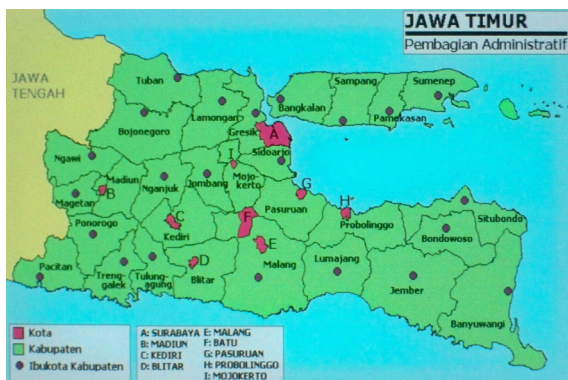 JAWA TIMUR
Pembagian Administratif
JAWA
TENGAH
Tuban
Lamongan
Bojonegoro
Gresik
Bangkalan
Sampang
Pamekasan
Sumenep
A
Sidoarjo
Ngawi
Madiun
B
Magetan
Nganjuk
Jombang
I
Mojo-
kerto
G
Pasuruan
H
Probolinggo
Situbondo
Bondowoso
Ponorogo
C
Kediri
F
E
D
Pacitan
Treng-
galek
Tulung-
agung
Blitar
Malang
Lumajang
Jember
Banyuwangi
Kota
Kabupaten
Ibukota Kabupaten
A: SURABAYA
B: MADIUN
C: KEDIRI
D: BLITAR
E: MALANG
F: BATU
G: PASURUAN
H: PROBOLINGGO
I: MOJOKERTO